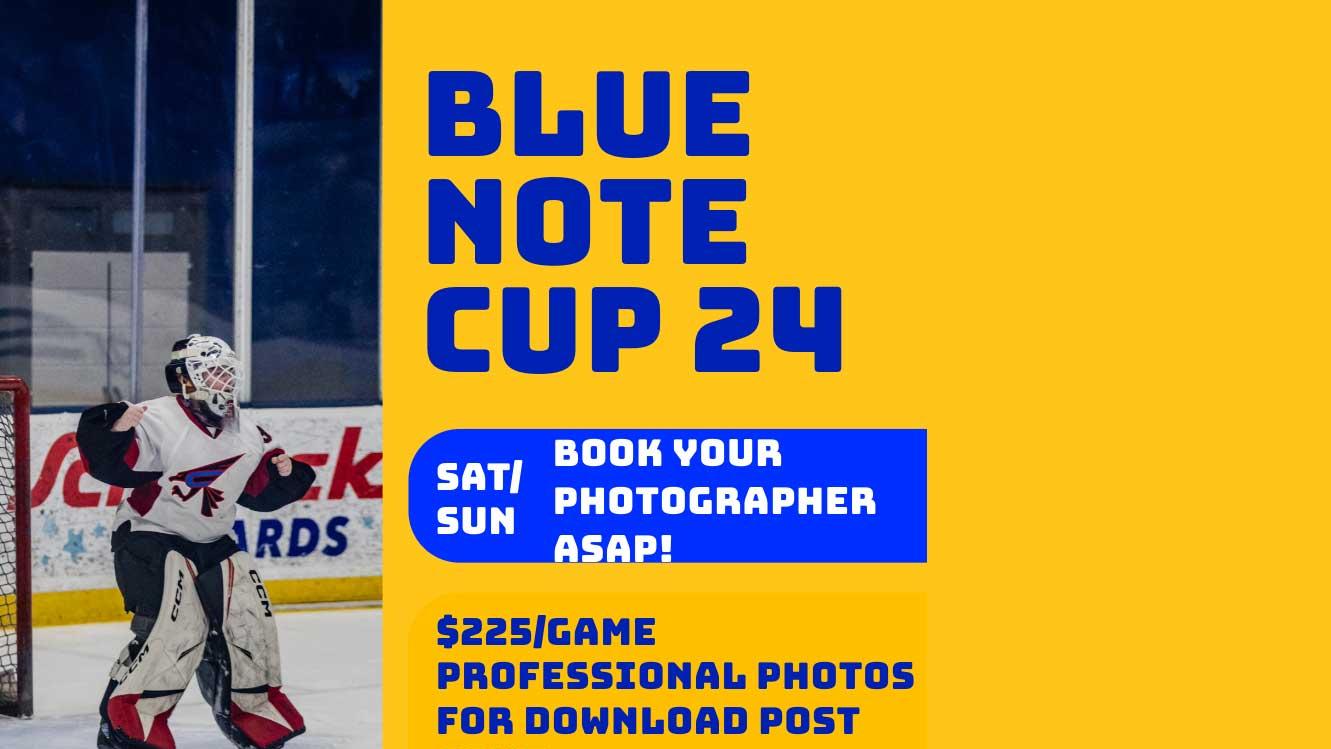 BLUE
NOTE
CUP 24
SAT/
SUN
BOOK YOUR
PHOTOGRAPHER
ASAP!
$225/GAME
PROFESSIONAL PHOTOS
FOR DOWNLOAD POST
CCM
CCM
CCM